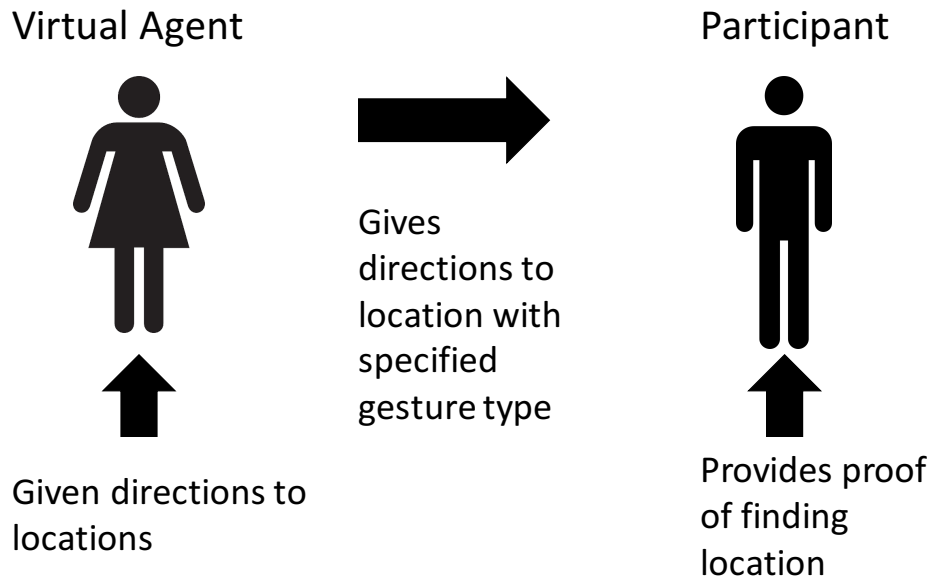 Virtual Agent
Participant
Gives
directions to
location with
specified
gesture type
Given directions to
locations
Provides proof
of finding
location